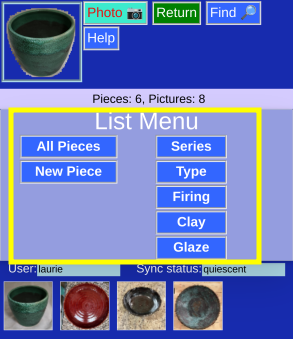 Photo 📷 Return Find 🔎
Help
Pieces: 6, Pictures: 8
List Menu
All Pieces Series
New Piece Type
Firing
Clay
Glaze
User: laurie Sync status: quiescent